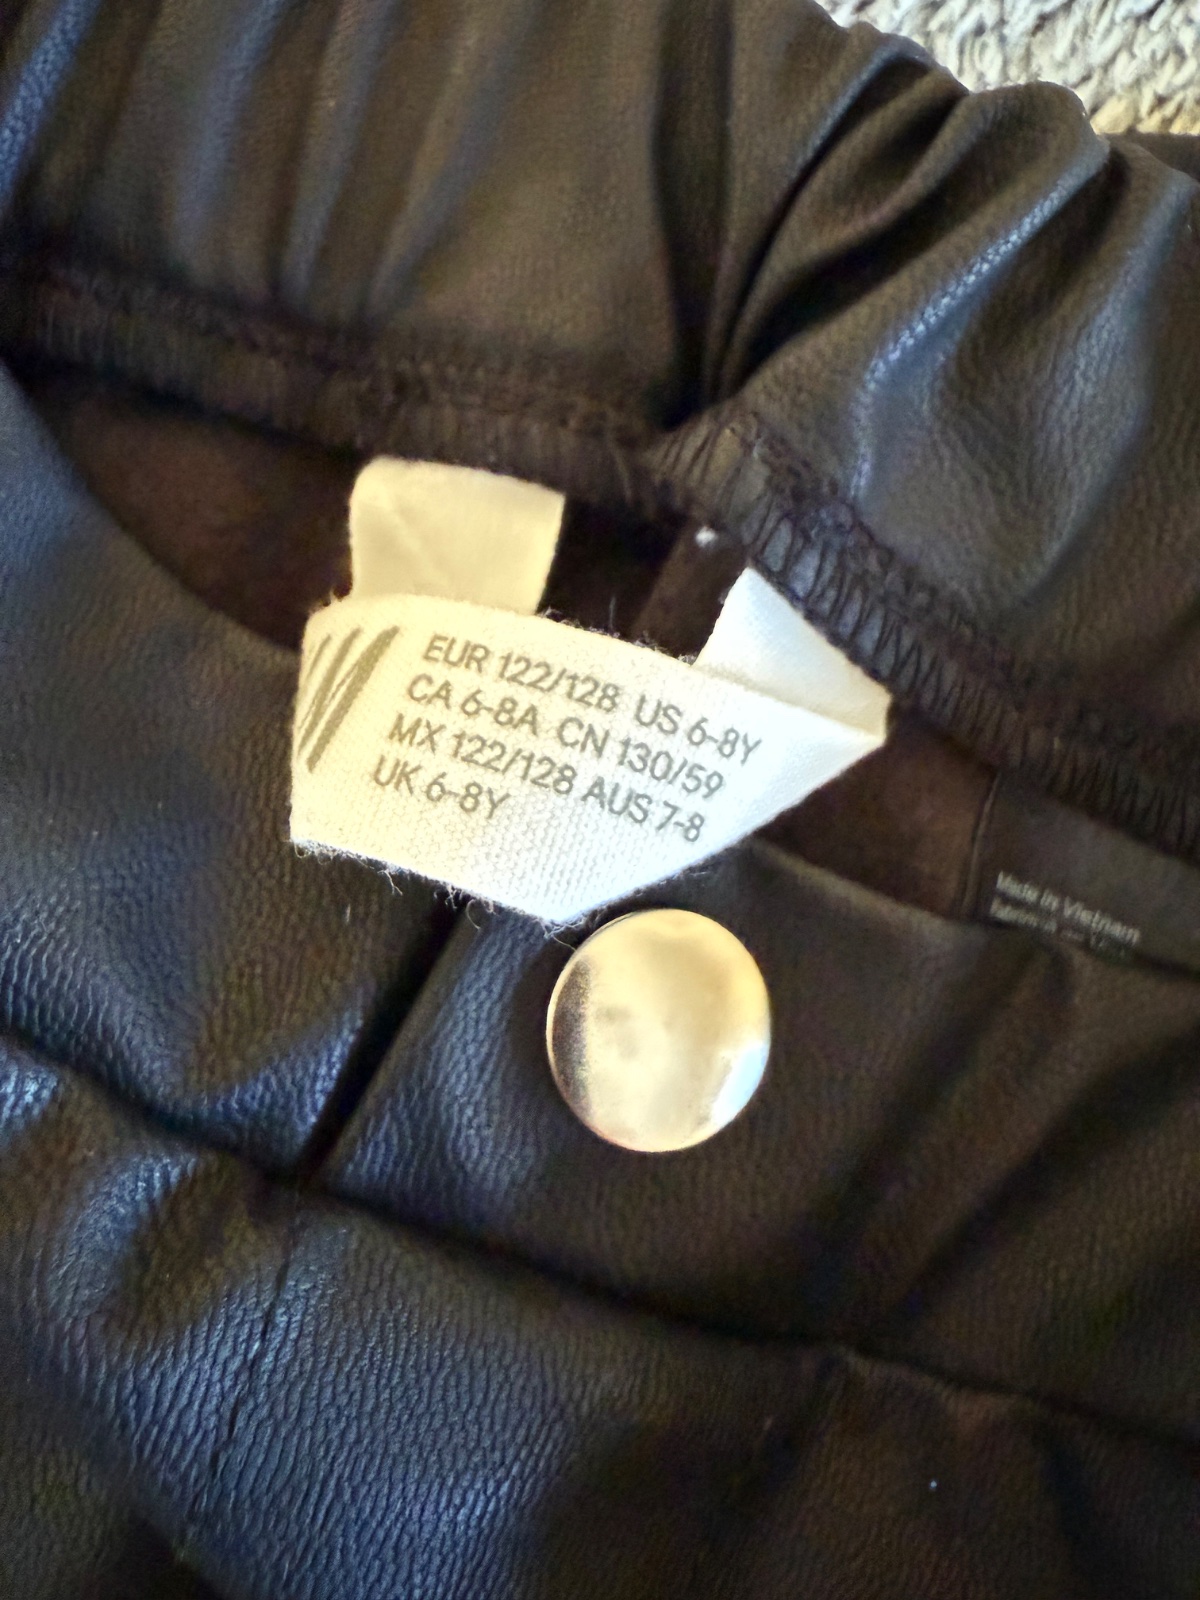 EUR 122/128 US 6-8Y
CA 6-8A CN 130/59
MX 122/128 AUS 7-8
UK 6-8Y
Made in Vietnam